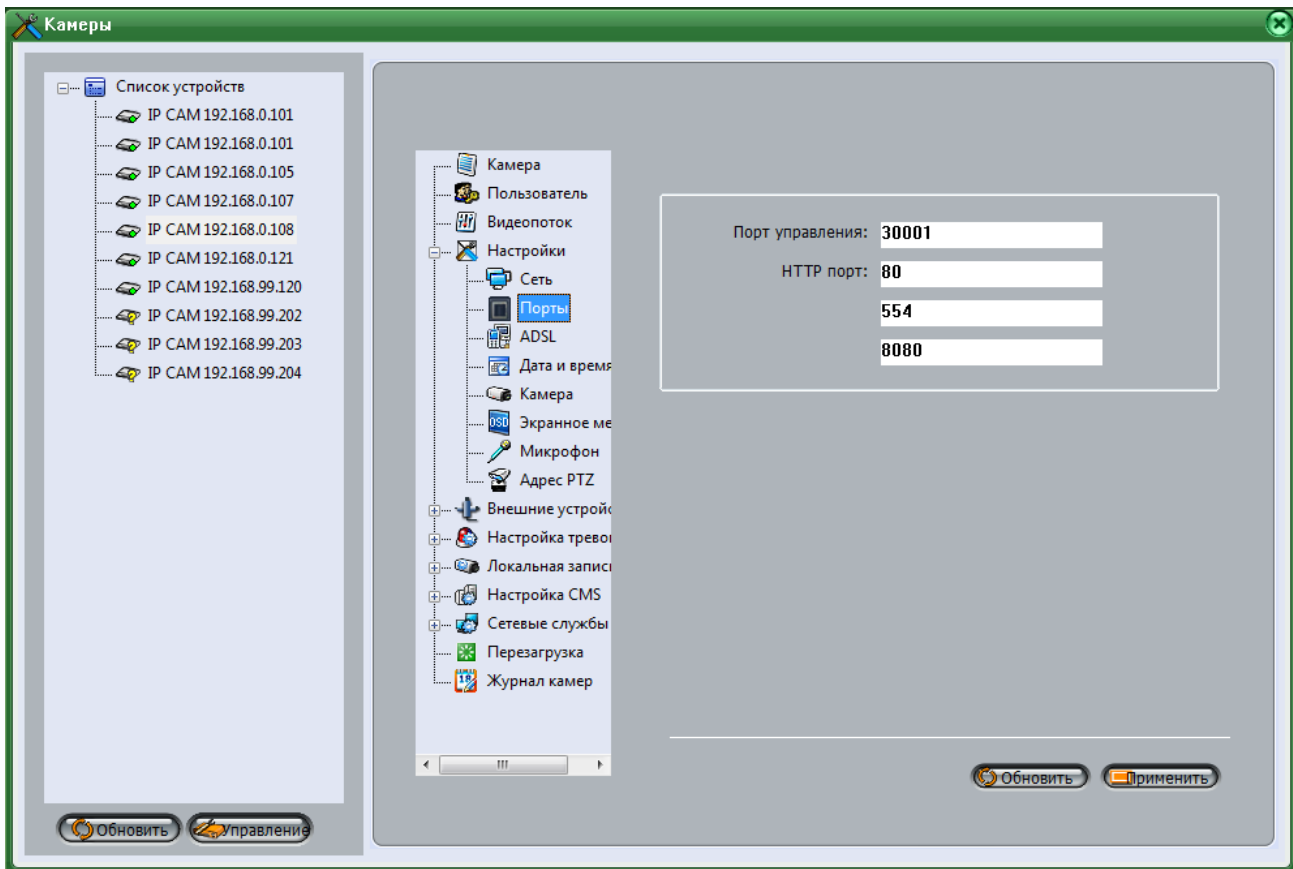 Камеры
Список устройств
IP CAM 192.168.0.101
IP CAM 192.168.0.101
IP CAM 192.168.0.105
IP CAM 192.168.0.107
IP CAM 192.168.0.108
IP CAM 192.168.0.121
IP CAM 192.168.99.120
IP CAM 192.168.99.202
IP CAM 192.168.99.203
IP CAM 192.168.99.204
Обновить
Управление
Камера
Пользователь
Видеопоток
Настройки
Сеть
Порты
ADSL
Дата и время
Камера
Экранное ме
Микрофон
Адрес PTZ
Внешние устройс
Настройка тревог
Локальная запись
Настройка CMS
Сетевые службы
Перезагрузка
Журнал камер
Порт управления: 30001
HTTP порт: 80
554
8080
Обновить
Применить